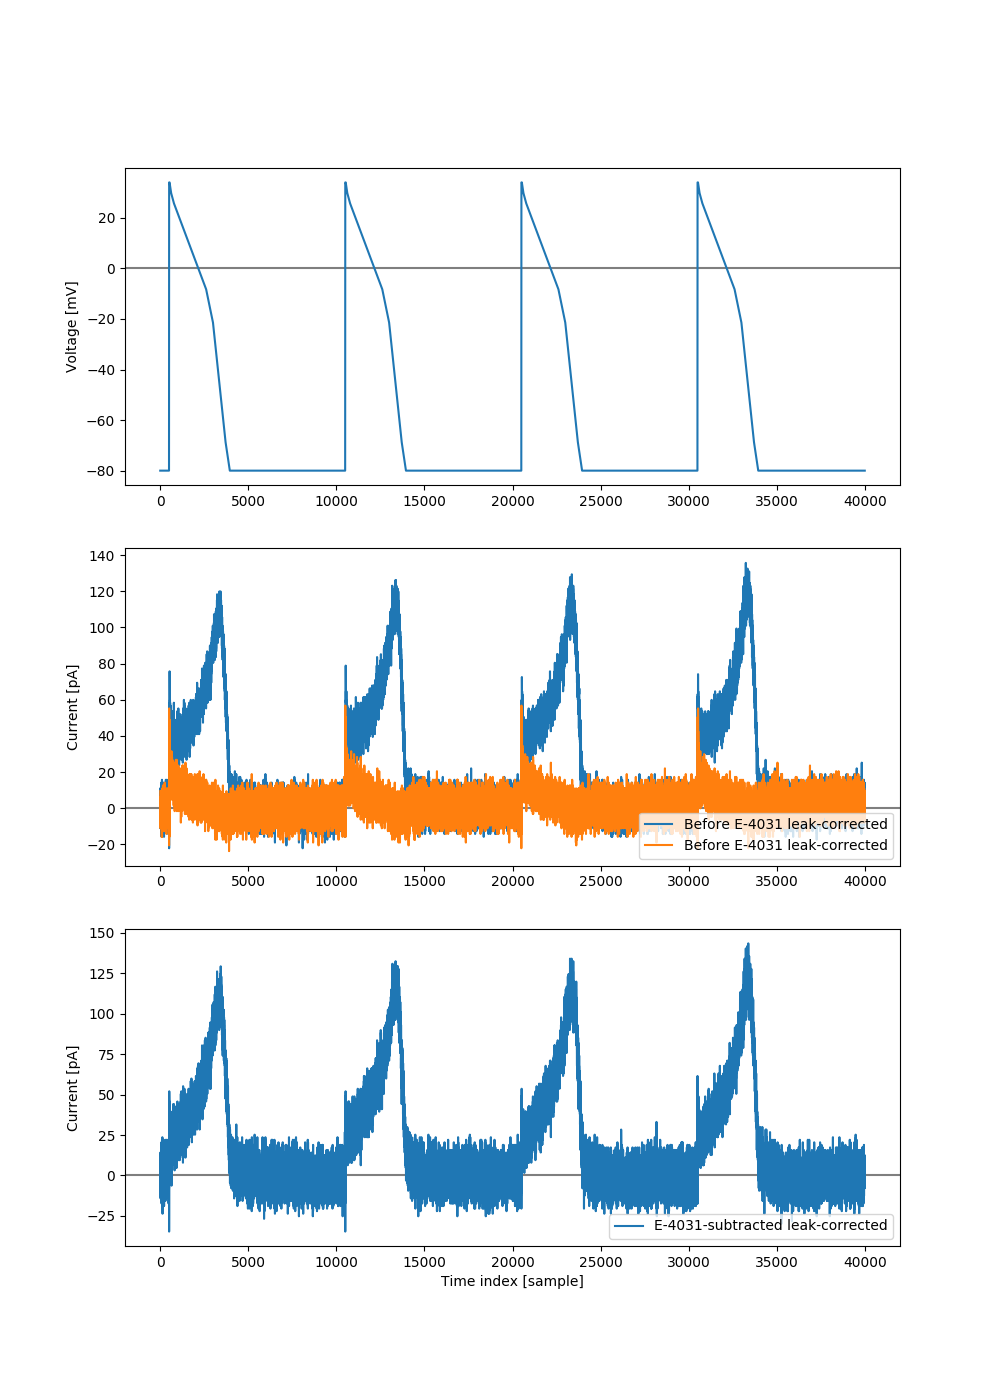 20
0
−20
−40
−60
−80
Voltage [mV]
0 5000 10000 15000 20000 25000 30000 35000 40000
140
120
100
80
60
40
20
0
−20
Current [pA]
Before E-4031 leak-corrected
Before E-4031 leak-corrected
0 5000 10000 15000 20000 25000 30000 35000 40000
150
125
100
75
50
25
0
−25
Current [pA]
E-4031-subtracted leak-corrected
0 5000 10000 15000 20000 25000 30000 35000 40000
Time index [sample]